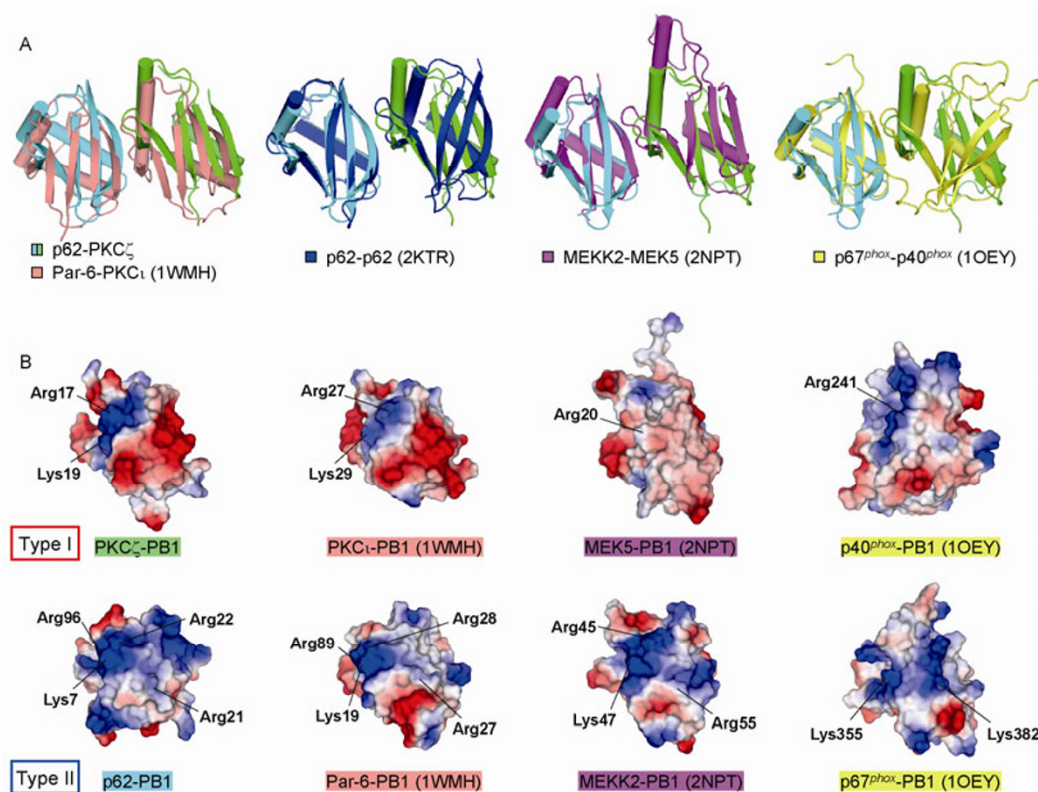 A
p62-PKCζ
Par-6-PKCι (1WMH)
p62-p62 (2KTR)
MEKK2-MEK5 (2NPT)
p67phox-p40phox (1OEY)
B
Arg17
Lys19
Arg27
Lys29
Arg20
Arg241
Type I
PKCζ-PB1
PKCι-PB1 (1WMH)
MEK5-PB1 (2NPT)
p40phox-PB1 (1OEY)
Arg96
Arg22
Lys7
Arg21
Arg89
Arg28
Lys19
Arg27
Arg45
Lys47
Arg55
Lys355
Lys382
Type II
p62-PB1
Par-6-PB1 (1WMH)
MEKK2-PB1 (2NPT)
p67phox-PB1 (1OEY)